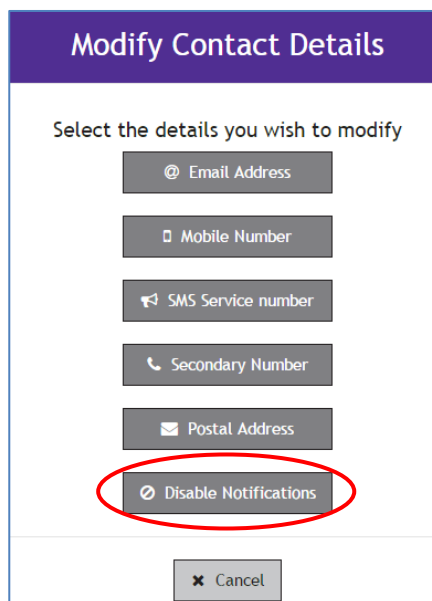 Modify Contact Details
Select the details you wish to modify
@ Email Address
Mobile Number
SMS Service number
Secondary Number
Postal Address
Disable Notifications
Cancel